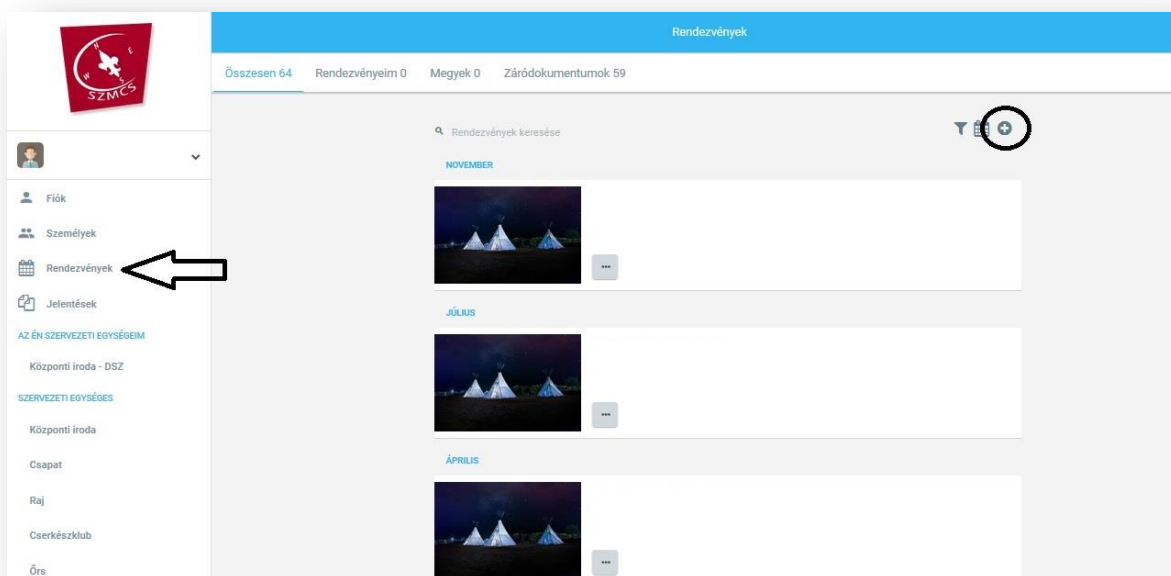 N
E
W
S
SZMCS
Rendezvények
Összesen 64
Rendezvényeim 0
Megyek 0
Záródokumentumok 59
Rendezvények keresése
Fiók
Személyek
Rendezvények
Jelentések
AZ ÉN SZERVEZETI EGYSÉGEIM
Központi iroda - DSZ
SZERVEZETI EGYSÉGES
Központi iroda
Csapat
Raj
Cserkészklub
Őrs
NOVEMBER
JÚLIUS
ÁPRILIS